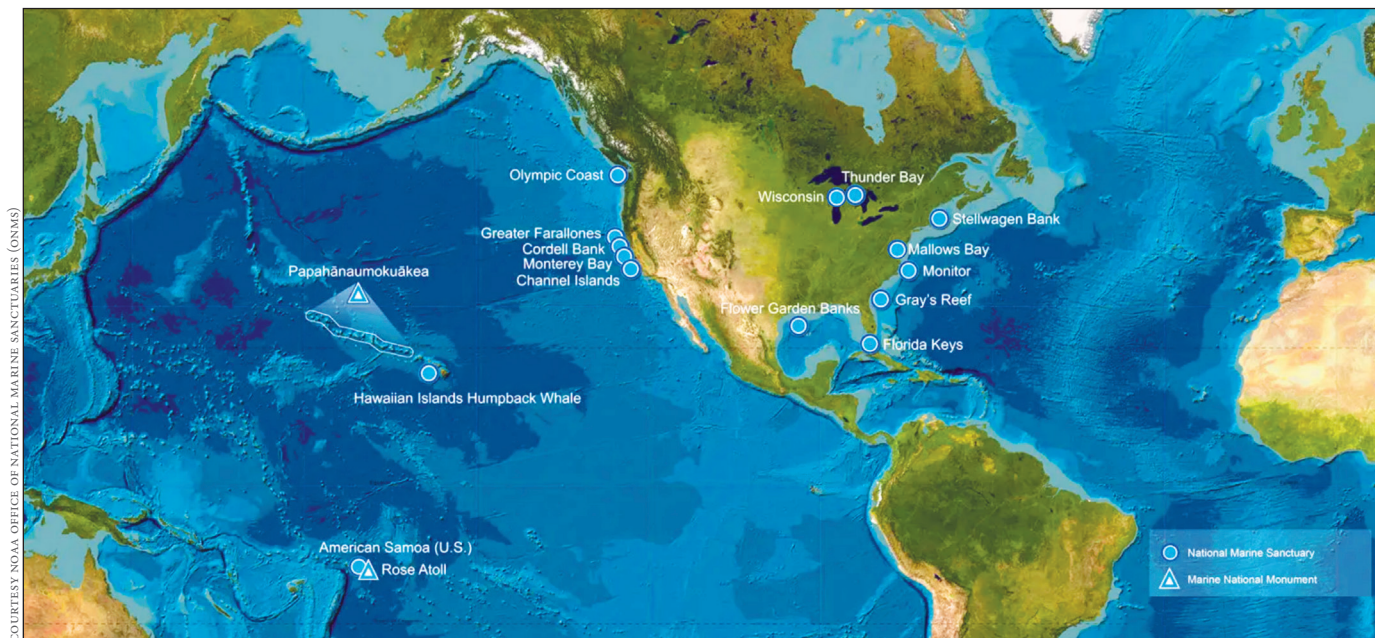 COURTESY NOAA OFFICE OF NATIONAL MARINE SANCTUARIES (ONMS)
Olympic Coast
Thunder Bay
Wisconsin
Stellwagen Bank
Greater Farallones
Cordell Bank
Monterey Bay
Channel Islands
Mallows Bay
Monitor
Papahānaumokuākea
Gray's Reef
Flower Garden Banks
Florida Keys
Hawaiian Islands Humpback Whale
American Samoa (U.S.)
Rose Atoll
National Marine Sanctuary
Marine National Monument